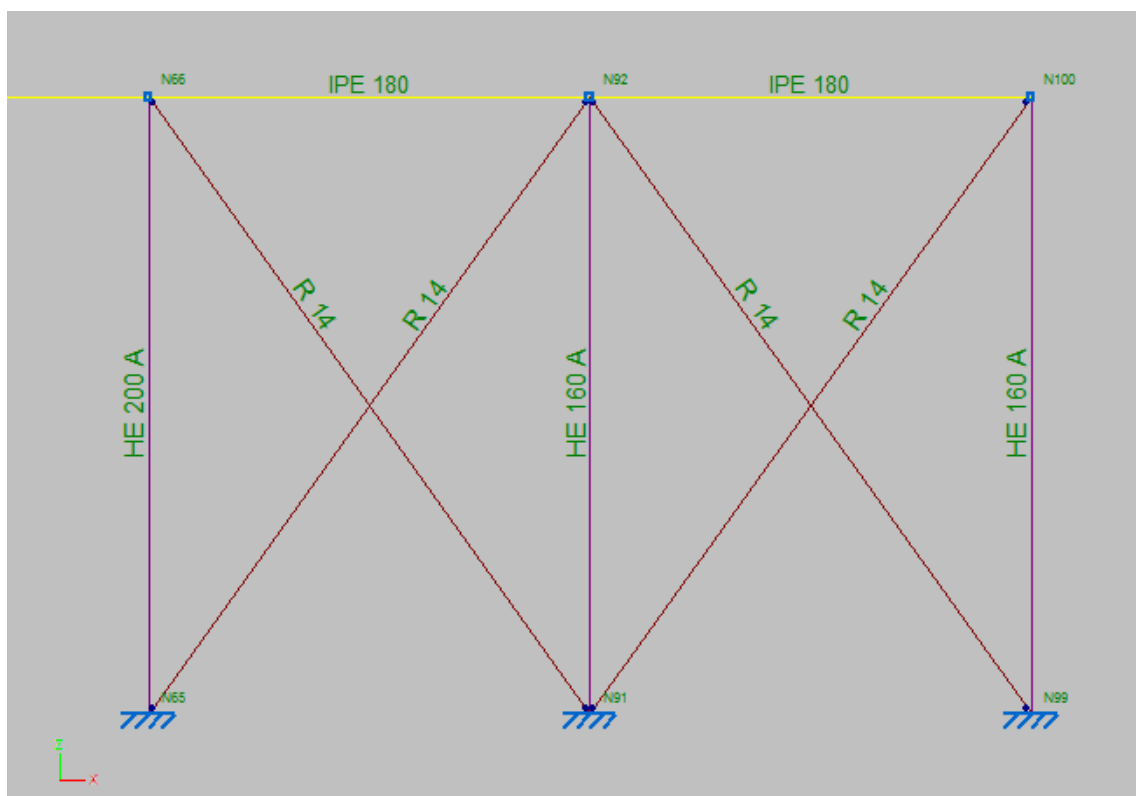 N66
IPE 180
N92
IPE 180
N100
R 14
R 14
R 14
R 14
HE 200 A
HE 160 A
HE 160 A
N65
N91
N99
Z
X